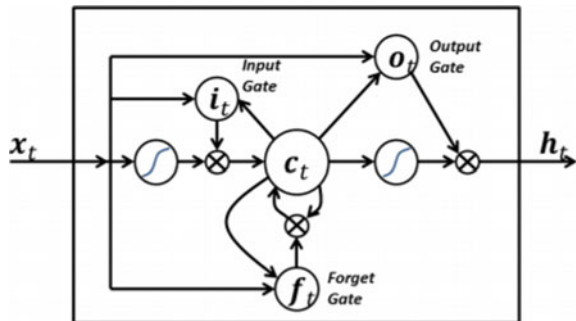 Input
Gate
Output
Gate
o_t
i_t
x_t
c_t
h_t
f_t
Forget
Gate